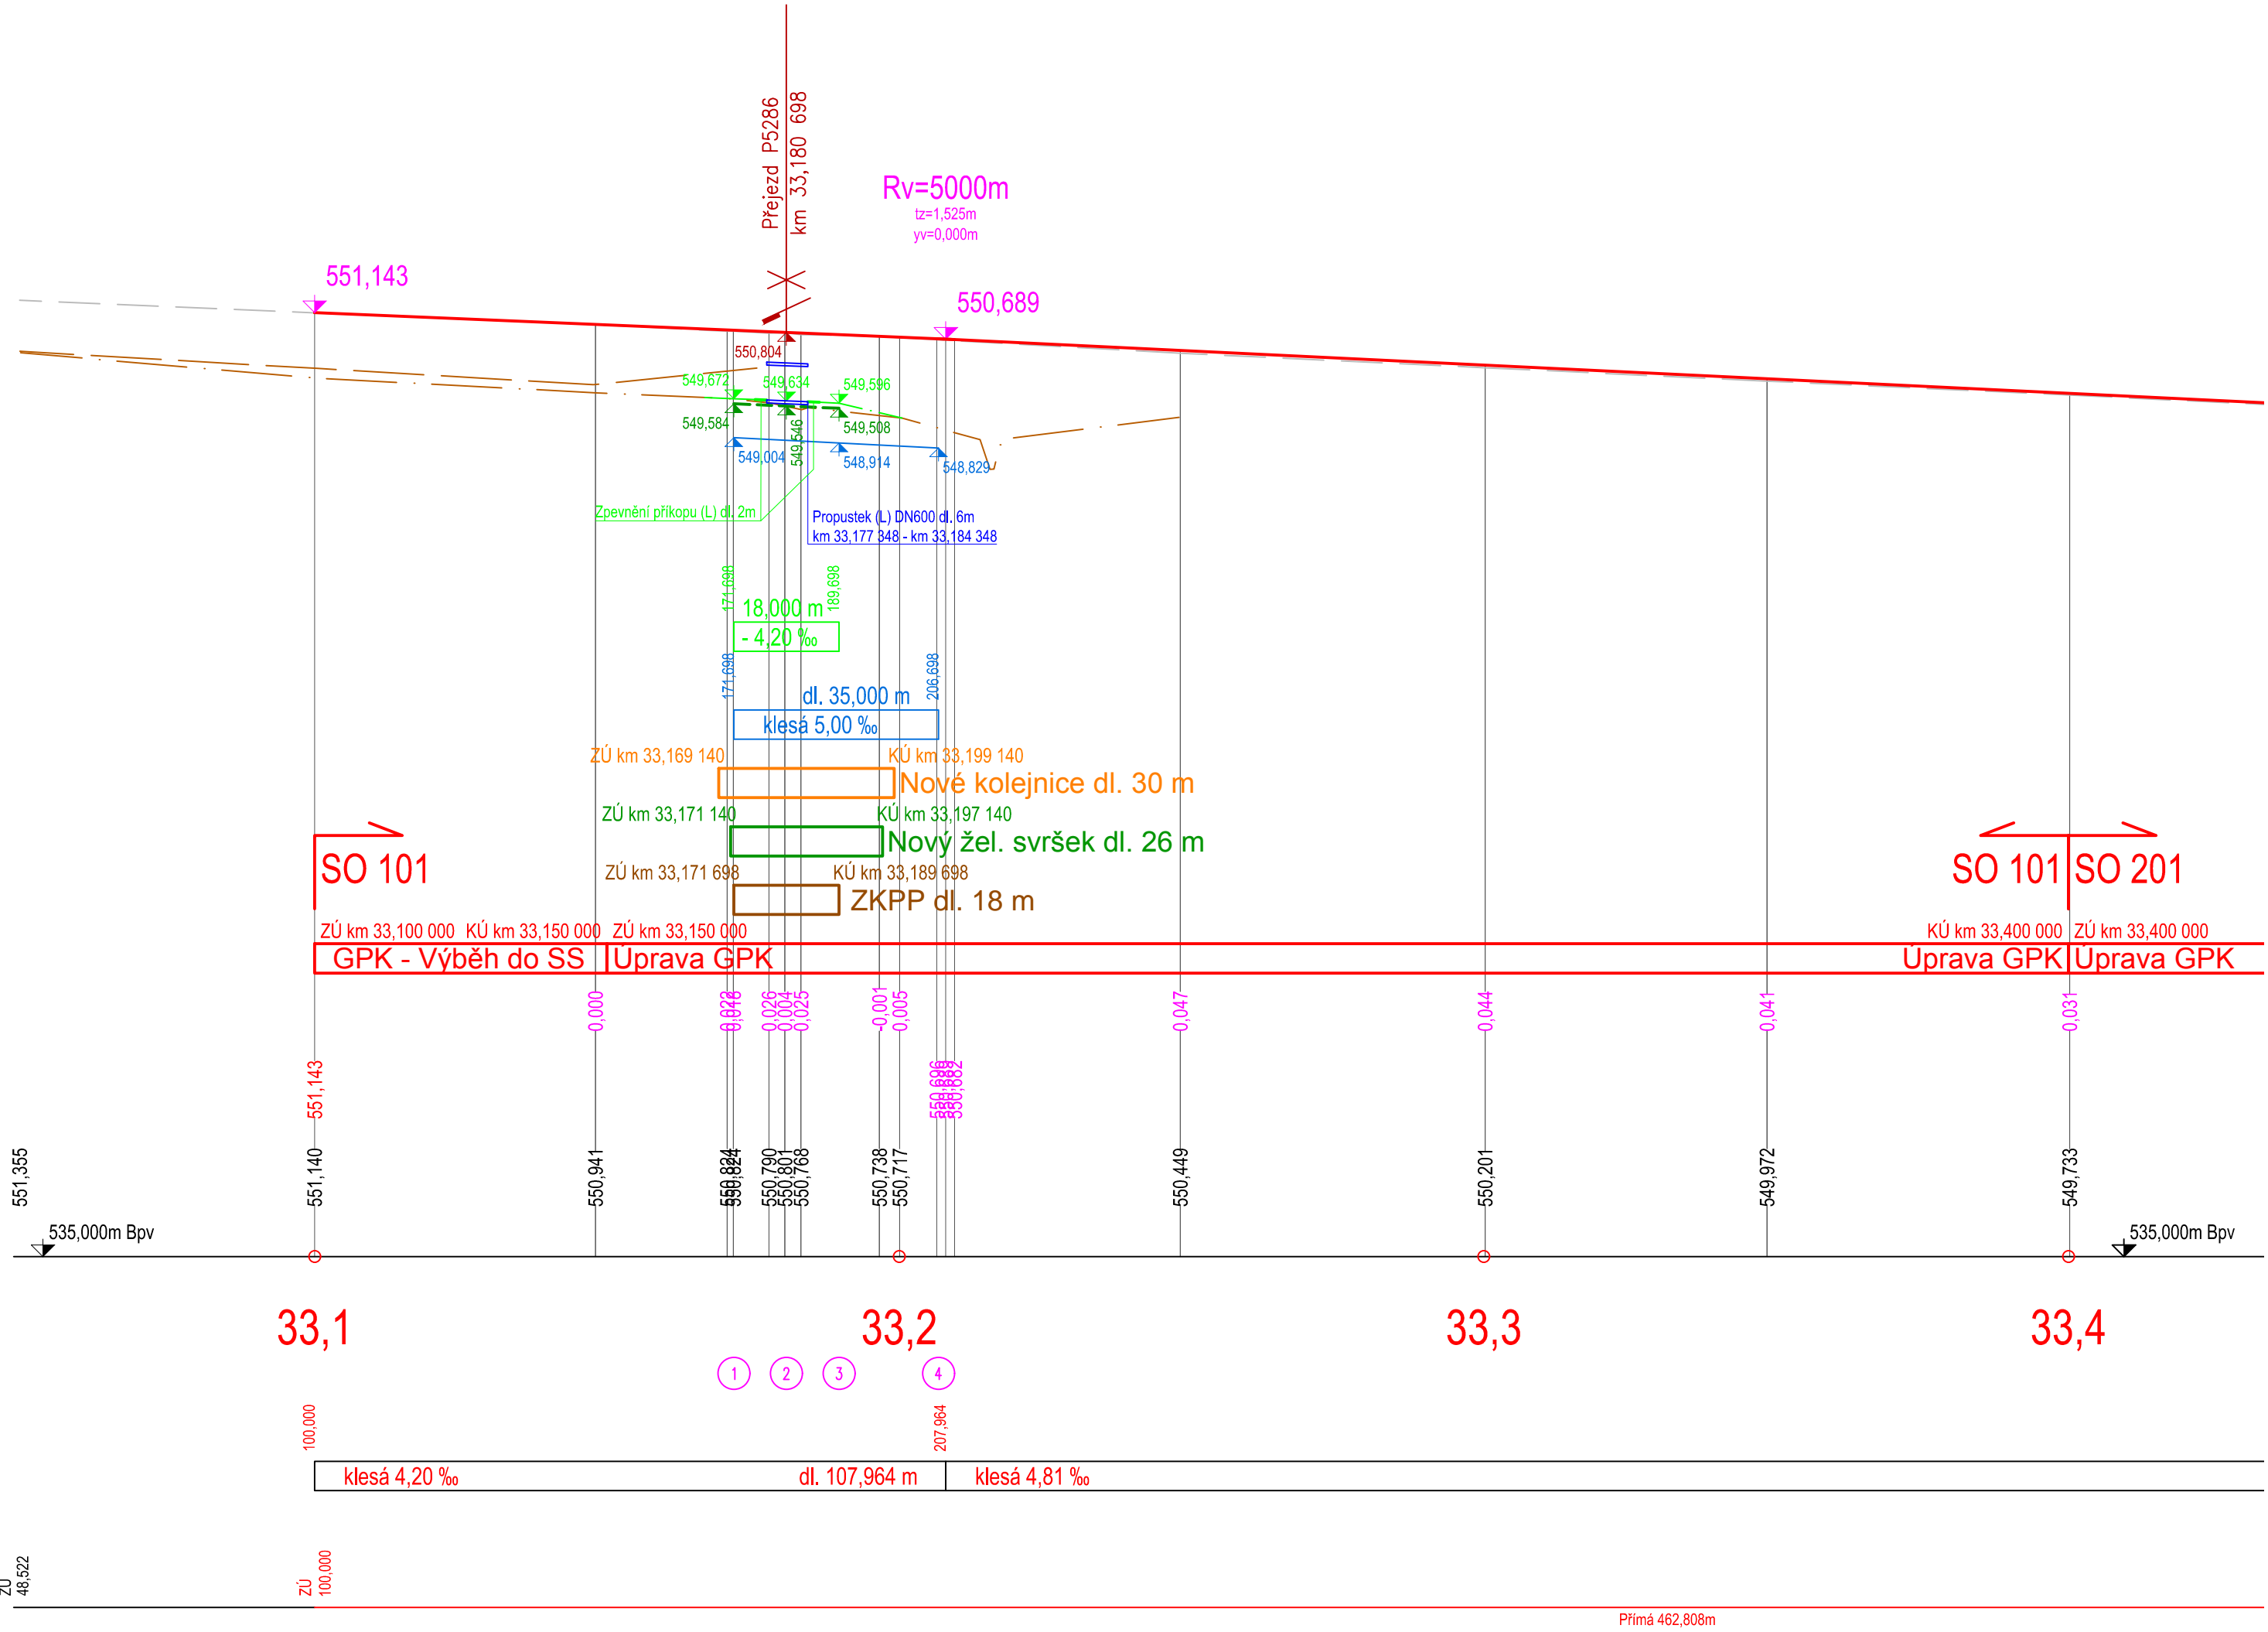 Přejezd P5286
km 33,180 698
Rv=5000m
tz=1,525m
yv=0,000m
551,143
550,689
550,804
549,672
549,634
549,596
549,584
549,546
549,508
549,004
548,914
548,829
Zpevnění příkopu (L) dl. 2m
Propustek (L) DN600 dl. 6m
km 33,177 348 - km 33,184 348
171,698
189,698
18,000 m
- 4,20 ‰
171,698
206,698
dl. 35,000 m
klesá 5,00 ‰
ZÚ km 33,169 140
KÚ km 33,199 140
Nové kolejnice dl. 30 m
ZÚ km 33,171 140
KÚ km 33,197 140
Nový žel. svršek dl. 26 m
ZÚ km 33,171 698
KÚ km 33,189 698
ZKPP dl. 18 m
SO 101
SO 101
SO 201
ZÚ km 33,100 000
KÚ km 33,150 000
ZÚ km 33,150 000
KÚ km 33,400 000
ZÚ km 33,400 000
GPK - Výběh do SS
Úprava GPK
Úprava GPK
Úprava GPK
0,000
0,026
0,004
0,025
-0,001
0,005
0,047
0,044
0,041
0,031
551,143
550,696
550,682
551,355
551,140
550,941
550,824
550,790
550,801
550,768
550,738
550,717
550,449
550,201
549,972
549,733
535,000m Bpv
535,000m Bpv
33,1
33,2
33,3
33,4
1
2
3
4
100,000
207,964
klesá 4,20 ‰
dl. 107,964 m
klesá 4,81 ‰
ZÚ
48,522
ZÚ
100,000
Přímá 462,808m